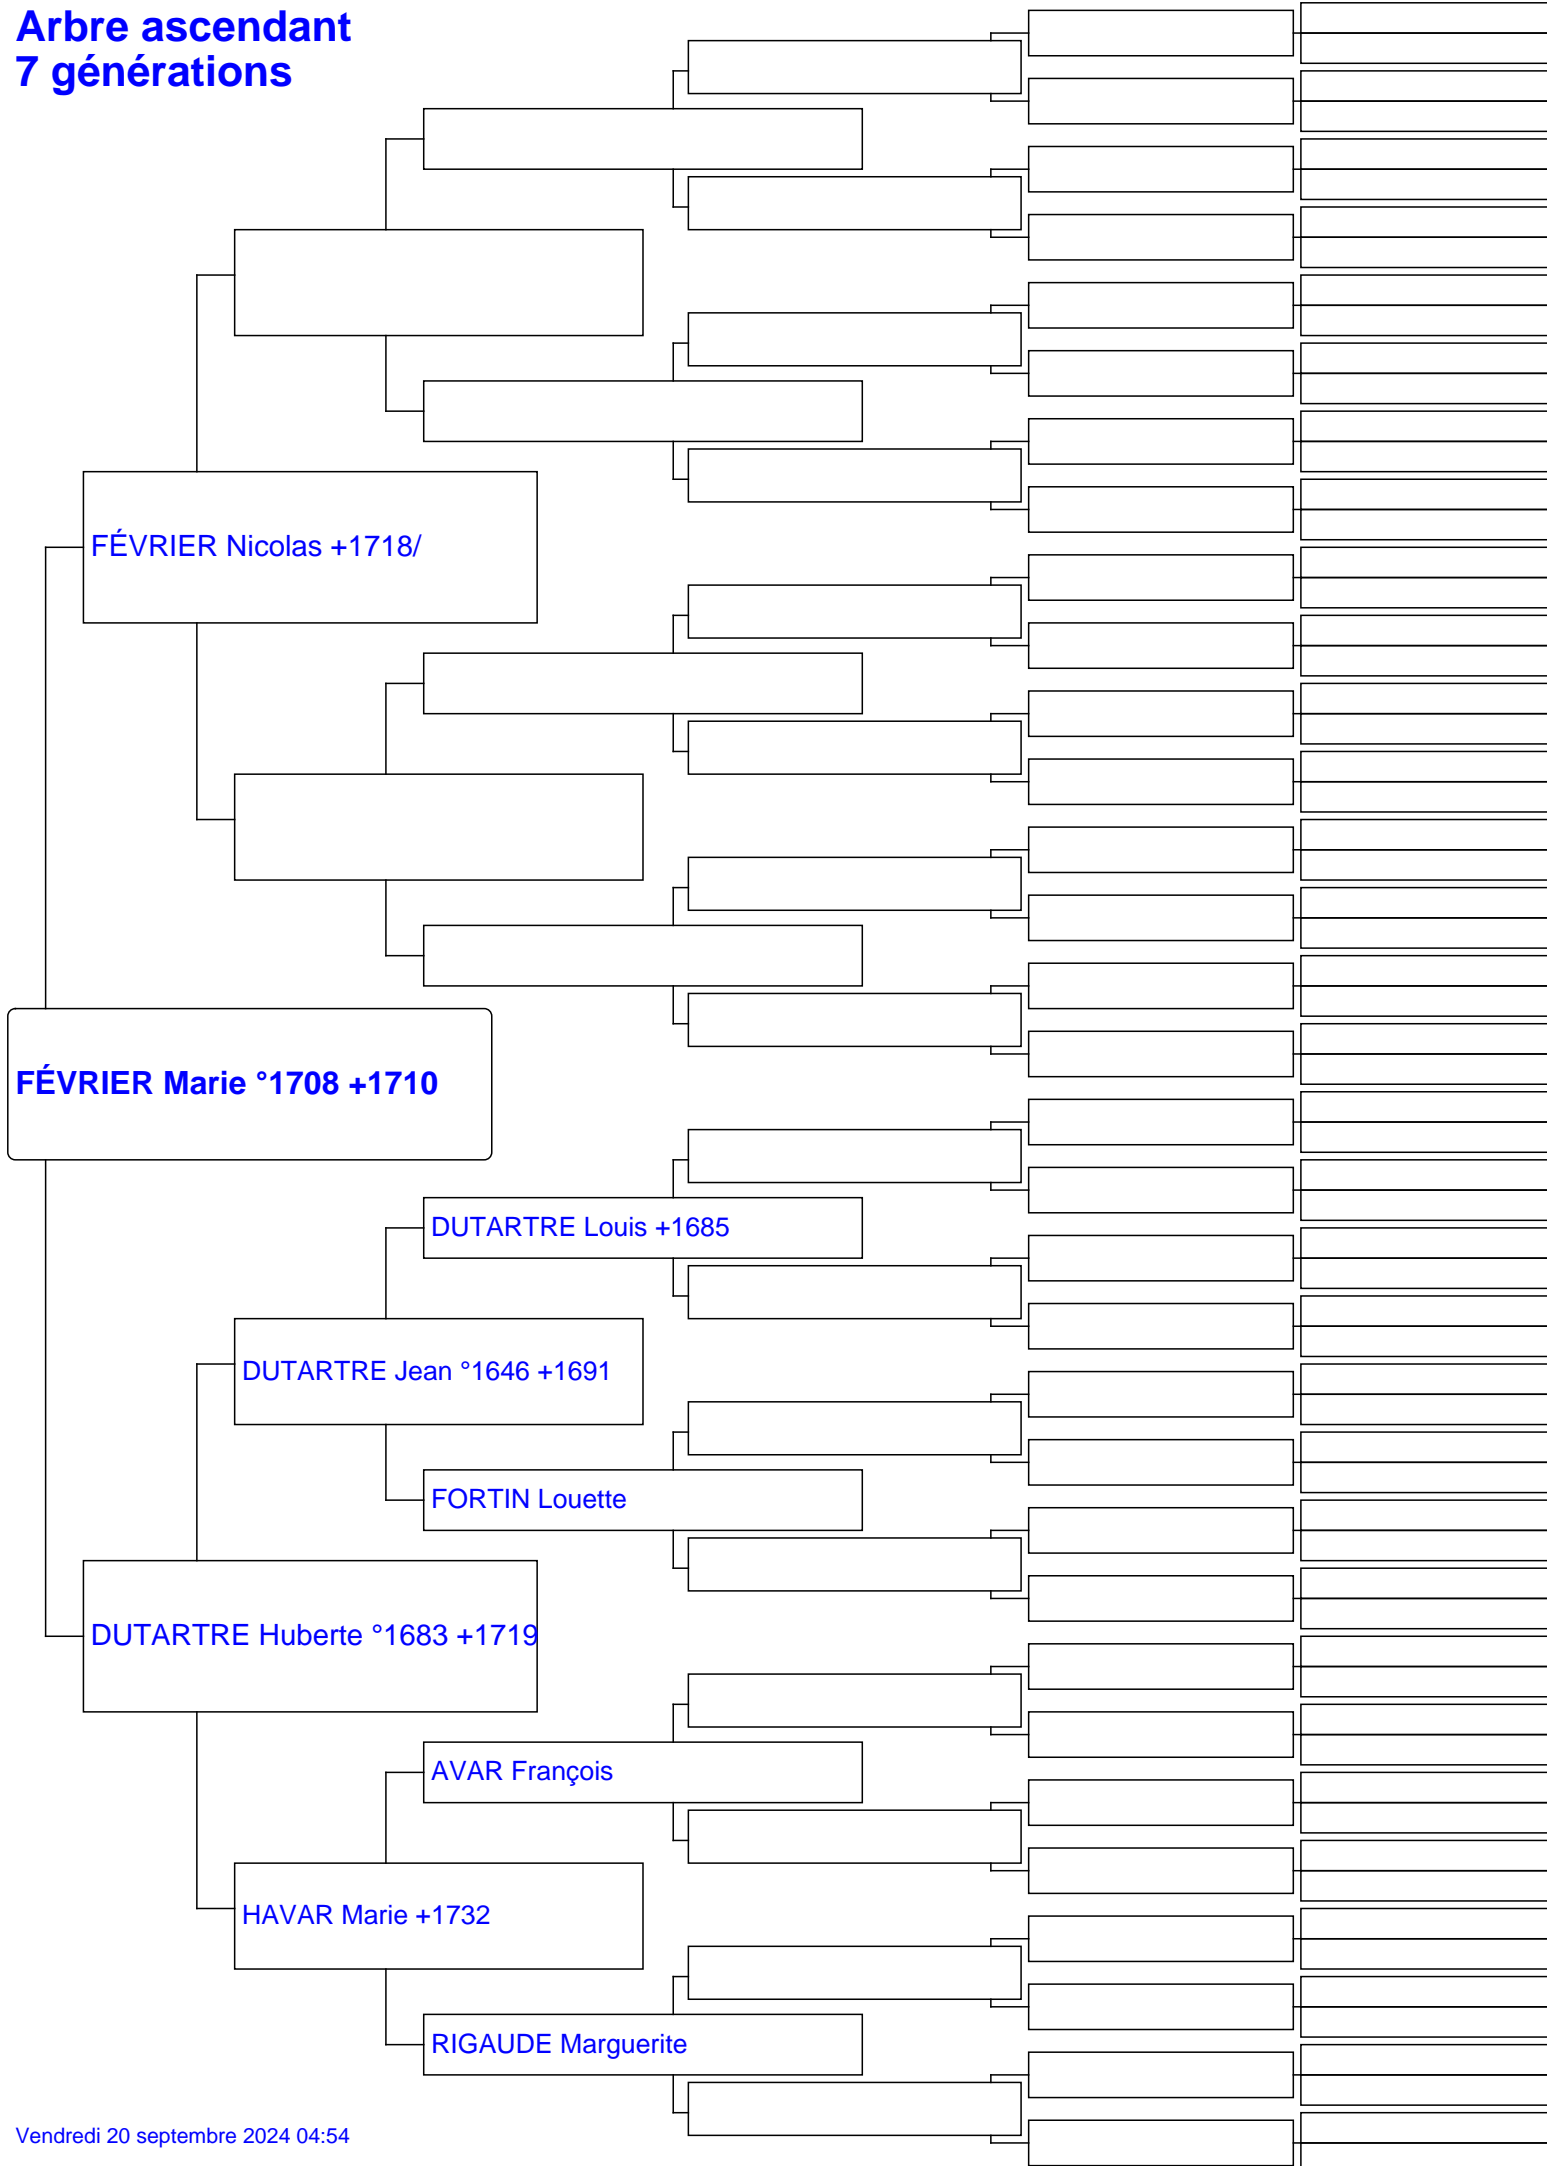 Arbre ascendant
7 générations
FÉVRIER Nicolas +1718/
FÉVRIER Marie °1708 +1710
DUTARTRE Louis +1685
DUTARTRE Jean °1646 +1691
FORTIN Louette
DUTARTRE Huberte °1683 +1719
AVAR François
HAVAR Marie +1732
RIGAUDE Marguerite
Vendredi 20 septembre 2024 04:54